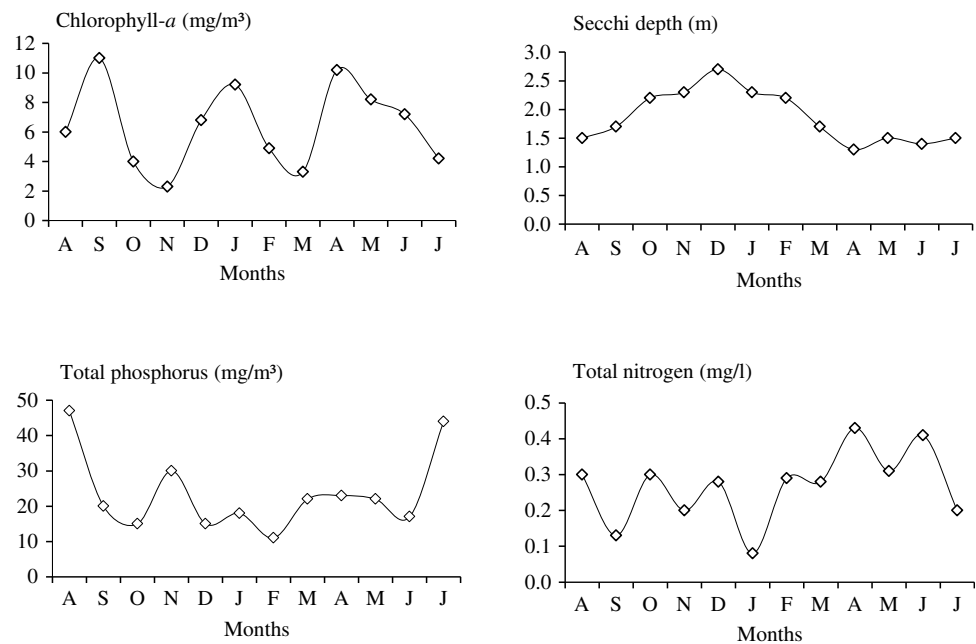 Chlorophyll-a (mg/m³)
12
10
8
6
4
2
0
A S O N D J F M A M J J
Months
Secchi depth (m)
3.0
2.5
2.0
1.5
1.0
0.5
0.0
A S O N D J F M A M J J
Months
Total phosphorus (mg/m³)
50
40
30
20
10
0
A S O N D J F M A M J J
Months
Total nitrogen (mg/l)
0.5
0.4
0.3
0.2
0.1
0.0
A S O N D J F M A M J J
Months